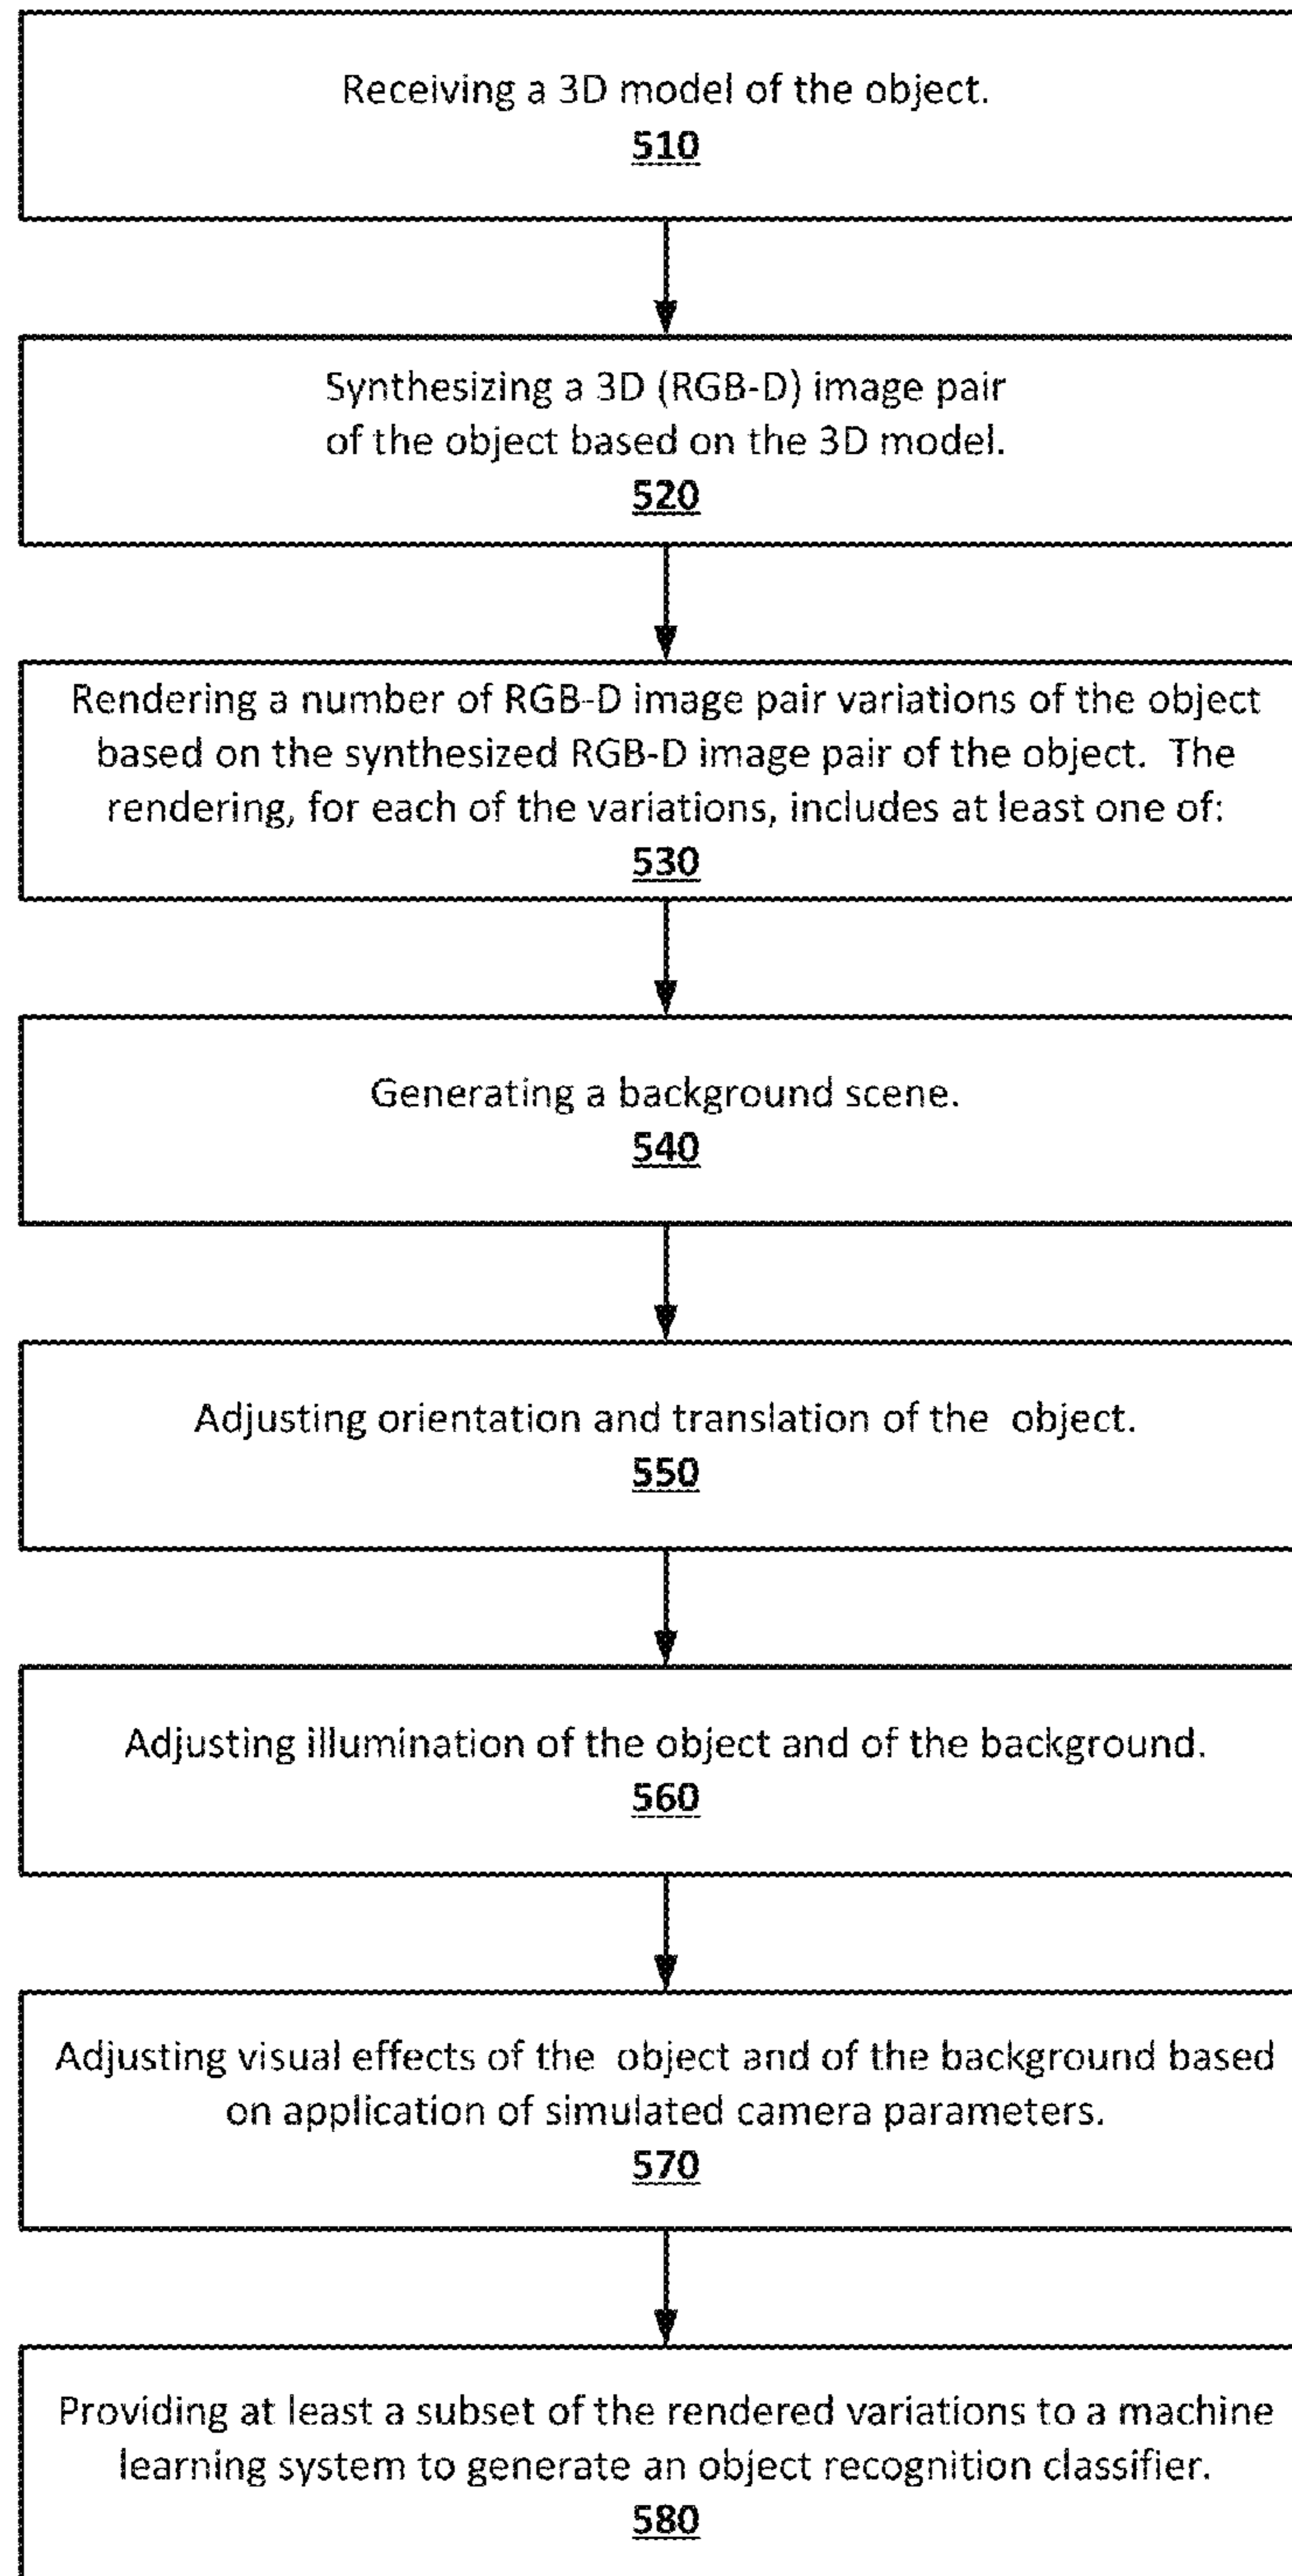 Receiving a 3D model of the object.
510
Synthesizing a 3D (RGB-D) image pair
of the object based on the 3D model.
520
Rendering a number of RGB-D image pair variations of the object
based on the synthesized RGB-D image pair of the object. The
rendering, for each of the variations, includes at least one of:
530
Generating a background scene.
540
Adjusting orientation and translation of the object.
550
Adjusting illumination of the object and of the background.
560
Adjusting visual effects of the object and of the background based
on application of simulated camera parameters.
570
Providing at least a subset of the rendered variations to a machine
learning system to generate an object recognition classifier.
580